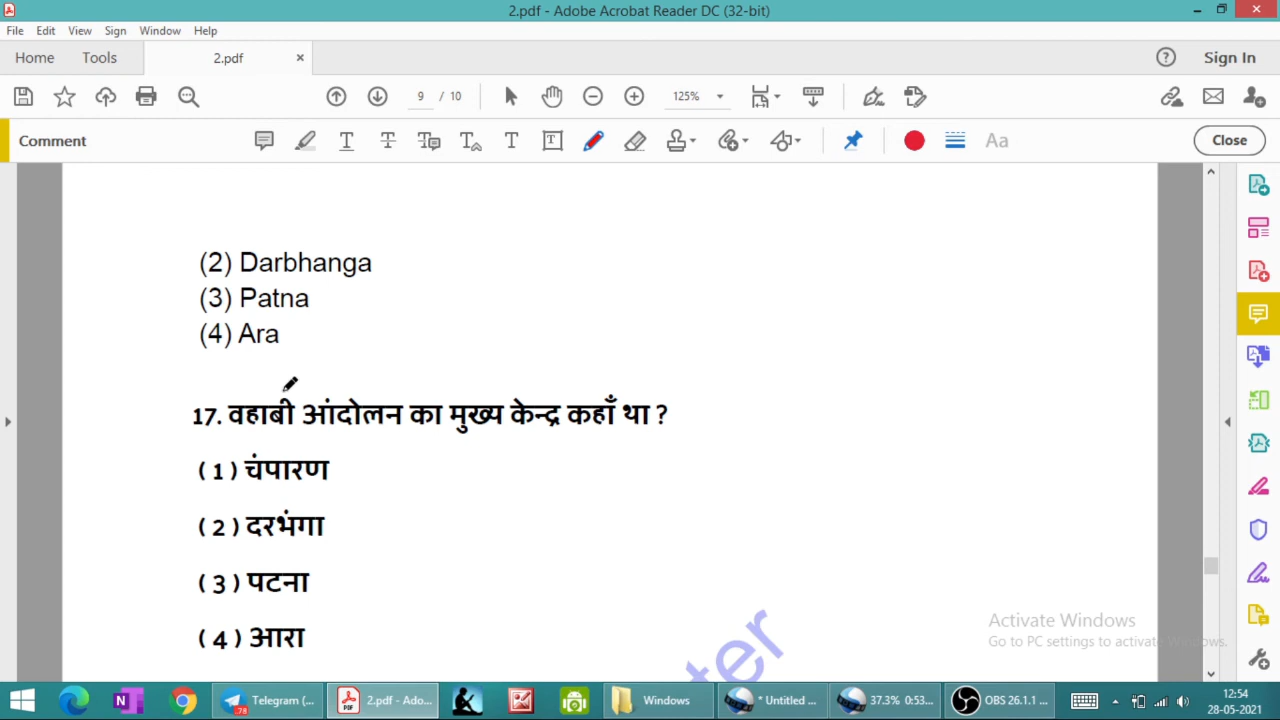 2.pdf - Adobe Acrobat Reader DC (32-bit)
File Edit View Sign Window Help
Home Tools 2.pdf × Sign In
9 / 10 125%
Comment Close
(2) Darbhanga
(3) Patna
(4) Ara
17. वहाबी आंदोलन का मुख्य केन्द्र कहाँ था ?
( 1 ) चंपारण
( 2 ) दरभंगा
( 3 ) पटना
( 4 ) आरा
ter
Activate Windows
Go to PC settings to activate Windows.
Telegram (... 2.pdf - Ado... Windows * Untitled ... 37.3% 0:53... OBS 26.1.1 ... 12:54
28-05-2021